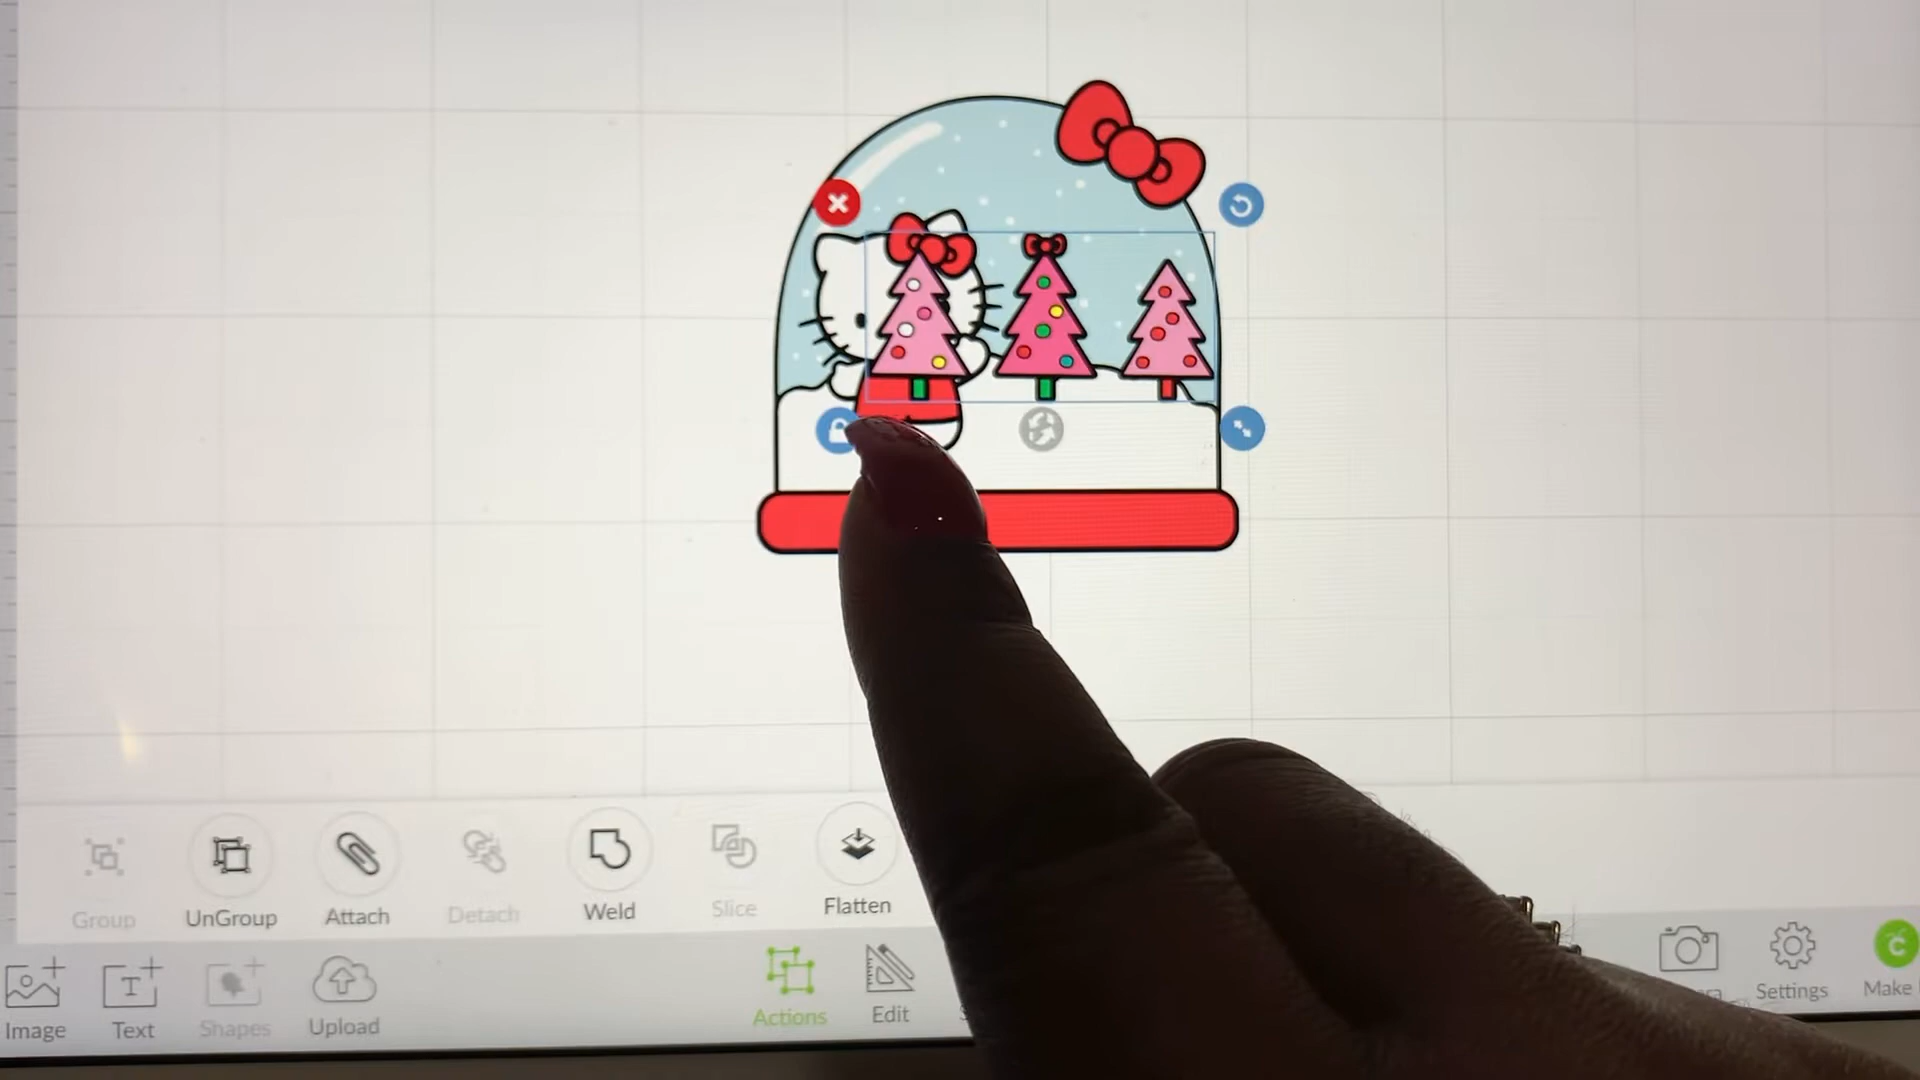 Group UnGroup Attach Detach Weld Slice Flatten
Image Text Shapes Upload Actions Edit Settings Make